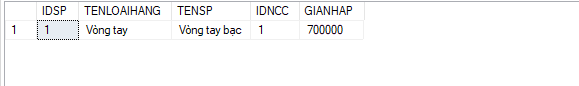 IDSP TENLOAIHANG TENSP IDNCC GIANHAP
1 1 Vòng tay Vòng tay bạc 1 700000